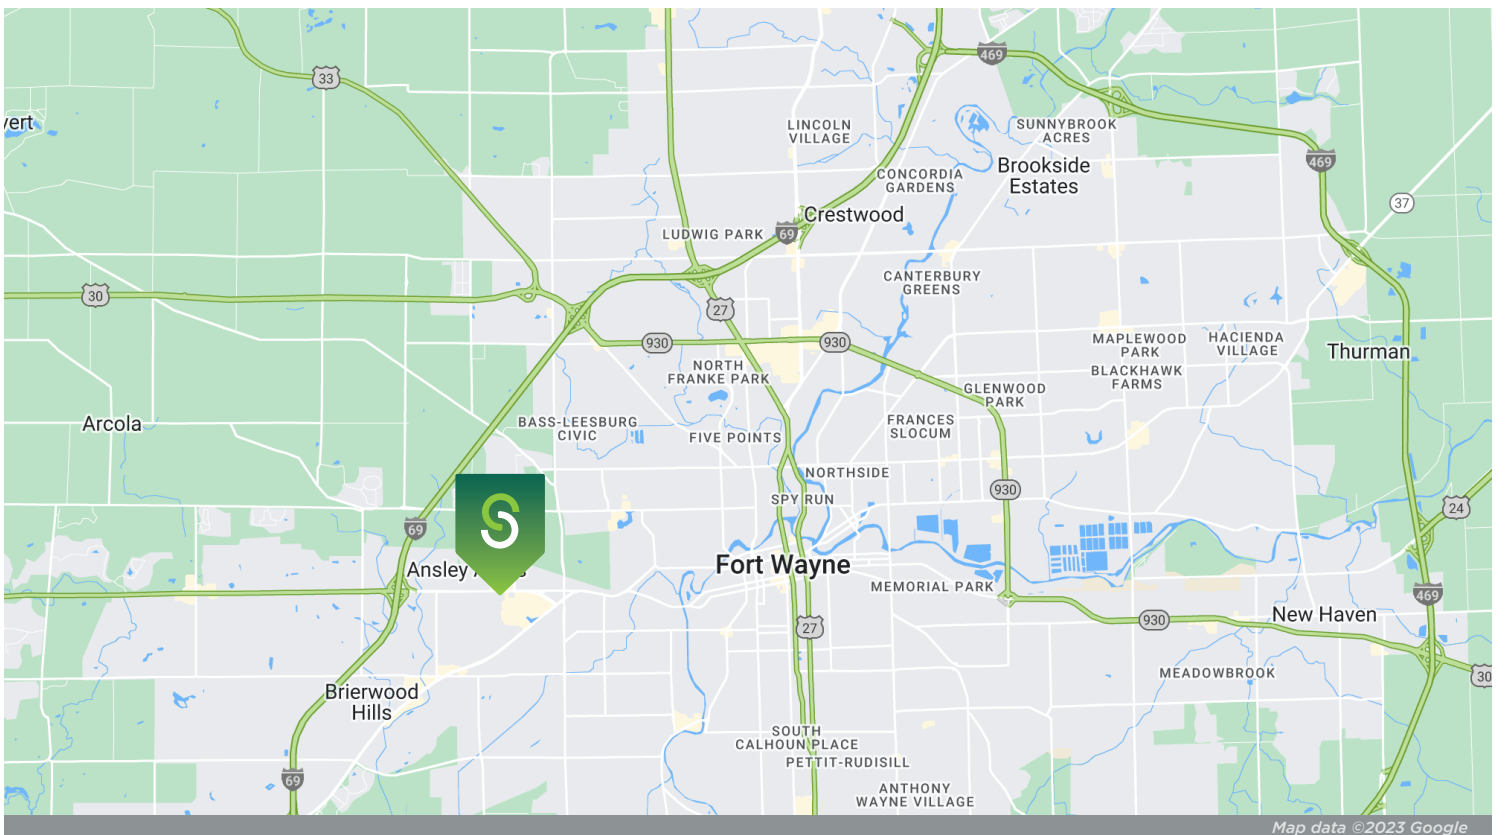 469
33
vert
LINCOLN
VILLAGE
SUNNYBROOK
ACRES
469
Brookside
Estates
CONCORDIA
GARDENS
37
Crestwood
LUDWIG PARK
69
CANTERBURY
GREENS
30
27
930
930
MAPLEWOOD
PARK
HACIENDA
VILLAGE
Thurman
NORTH
FRANKE PARK
BLACKHAWK
FARMS
GLENWOOD
PARK
Arcola
BASS-LEESBURG
CIVIC
FIVE POINTS
FRANCES
SLOCUM
NORTHSIDE
930
SPY RUN
24
69
S
Fort Wayne
Ansley
MEMORIAL PARK
469
New Haven
930
27
MEADOWBROOK
30
Brierwood
Hills
SOUTH
CALHOUN PLACE
PETTIT-RUDISILL
69
ANTHONY
WAYNE VILLAGE
Map data ©2023 Google